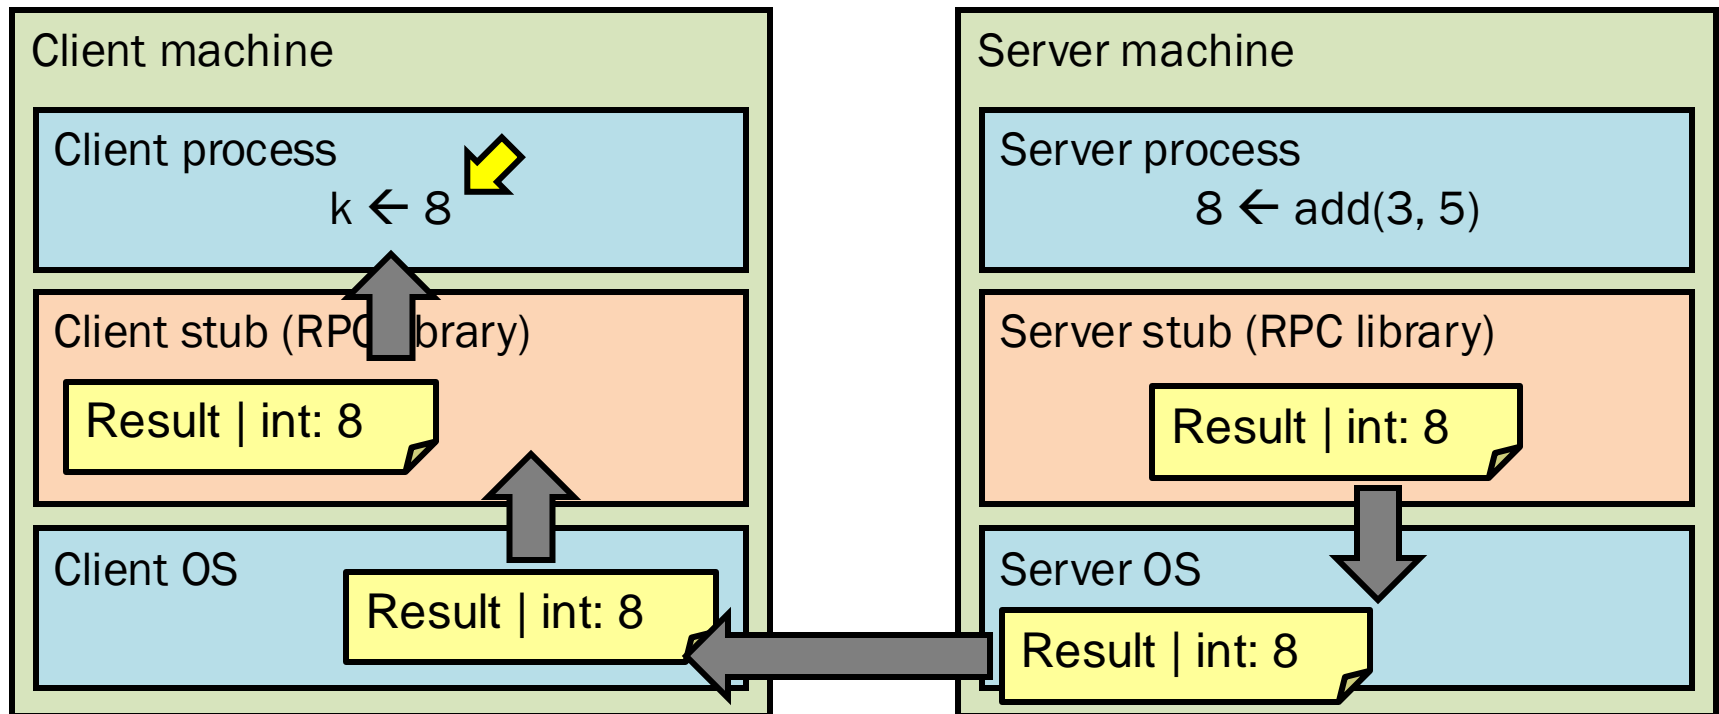 Client machine
Client process
k ← 8
Client stub (RPC brary)
Result | int: 8
Client OS
Result | int: 8
Server machine
Server process
8 ← add(3, 5)
Server stub (RPC library)
Result | int: 8
Server OS
Result | int: 8